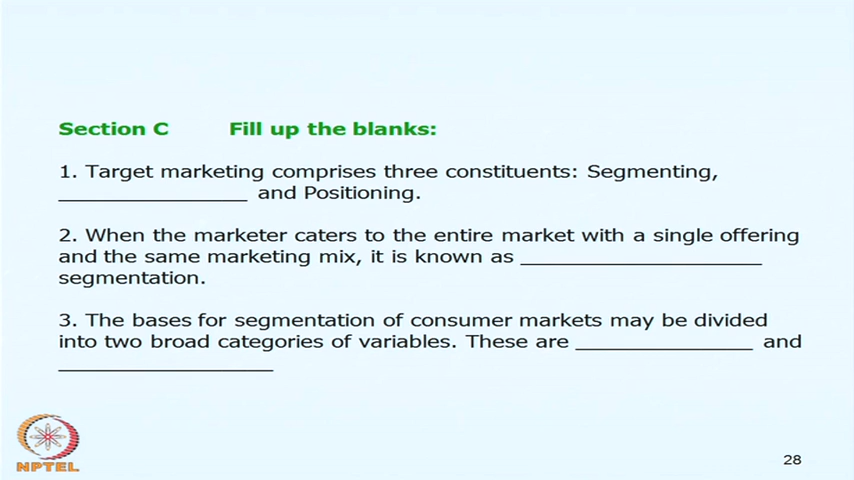 Section C Fill up the blanks:
1. Target marketing comprises three constituents: Segmenting,
_________________ and Positioning.
2. When the marketer caters to the entire market with a single offering
and the same marketing mix, it is known as ______________________
segmentation.
3. The bases for segmentation of consumer markets may be divided
into two broad categories of variables. These are ________________ and
___________________
NPTEL
28